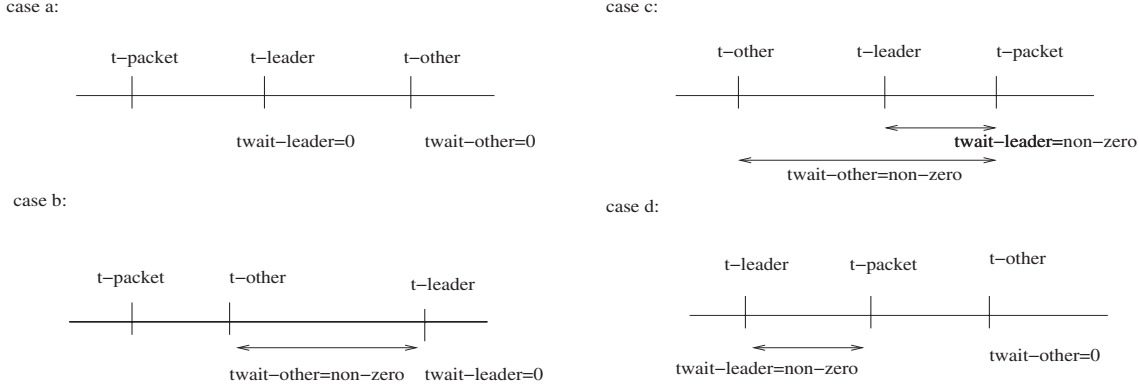 case a:
t−packet t−leader t−other
twait−leader=0 twait−other=0
case b:
t−packet t−other t−leader
twait−other=non−zero twait−leader=0
case c:
t−other t−leader t−packet
twait−leader=non−zero
twait−other=non−zero
case d:
t−leader t−packet t−other
twait−leader=non−zero twait−other=0